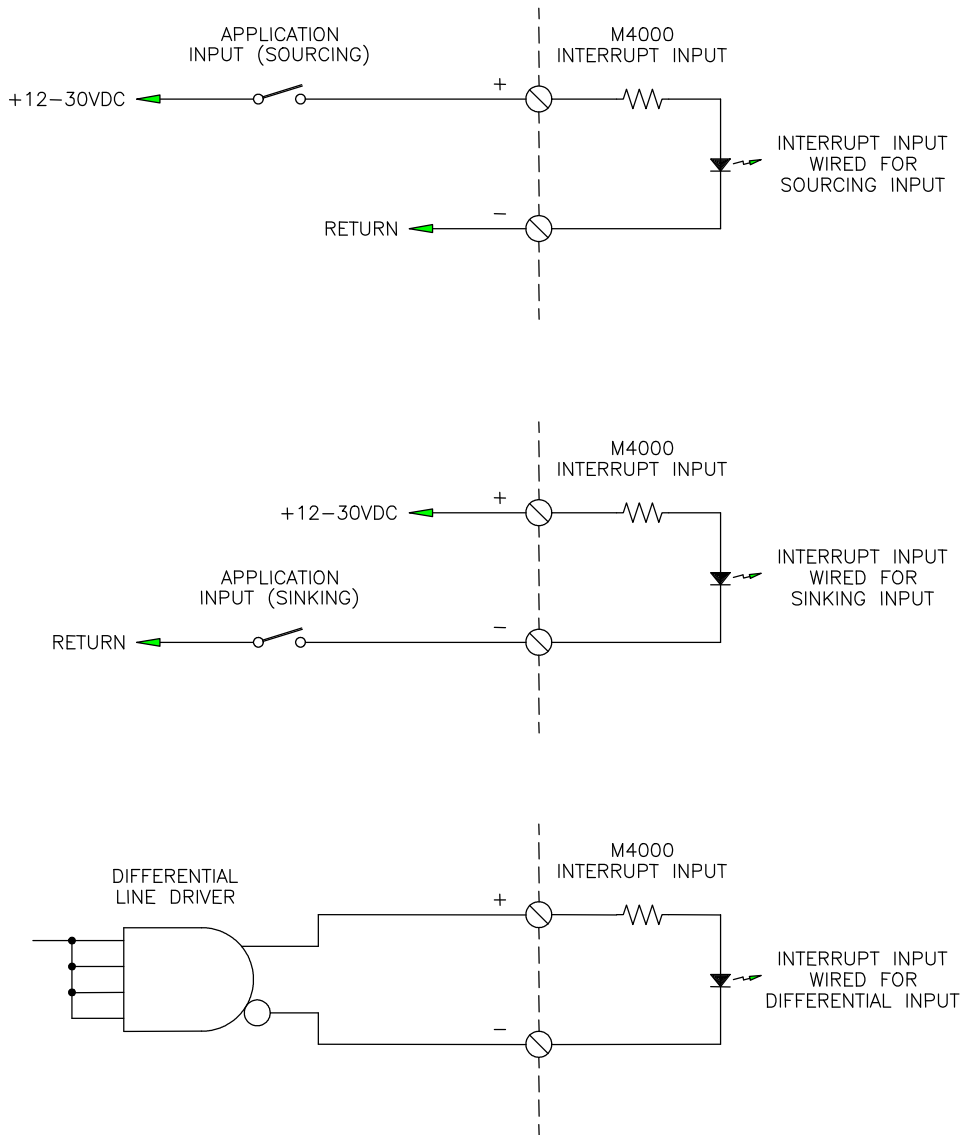 APPLICATION
INPUT (SOURCING)
M4000
INTERRUPT INPUT
+12-30VDC
+
INTERRUPT INPUT
WIRED FOR
SOURCING INPUT
RETURN
−
M4000
INTERRUPT INPUT
+12-30VDC
+
APPLICATION
INPUT (SINKING)
INTERRUPT INPUT
WIRED FOR
SINKING INPUT
RETURN
−
M4000
INTERRUPT INPUT
DIFFERENTIAL
LINE DRIVER
+
INTERRUPT INPUT
WIRED FOR
DIFFERENTIAL INPUT
−